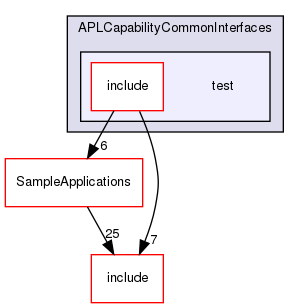 APLCapabilityCommonInterfaces
include
test
6
SampleApplications
25
7
include